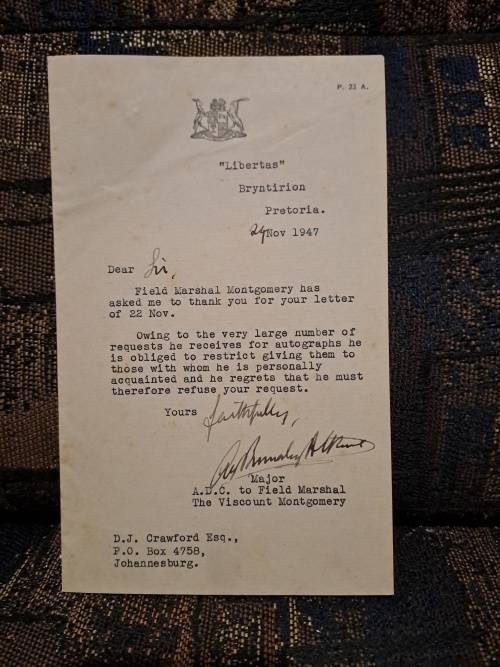 P. 23 A.
"Libertas"
Bryntirion
Pretoria.
Nov 1947
Dear Sir,
Field Marshal Montgomery has
asked me to thank you for your letter
of 22 Nov.
Owing to the very large number of
requests he receives for autographs he
is obliged to restrict giving them to
those with whom he is personally
acquainted and he regrets that he must
therefore refuse your request.
Yours faithfully,
Major
A.D.C. to Field Marshal
The Viscount Montgomery
D.J. Crawford Esq.,
P.O. Box 4758,
Johannesburg.